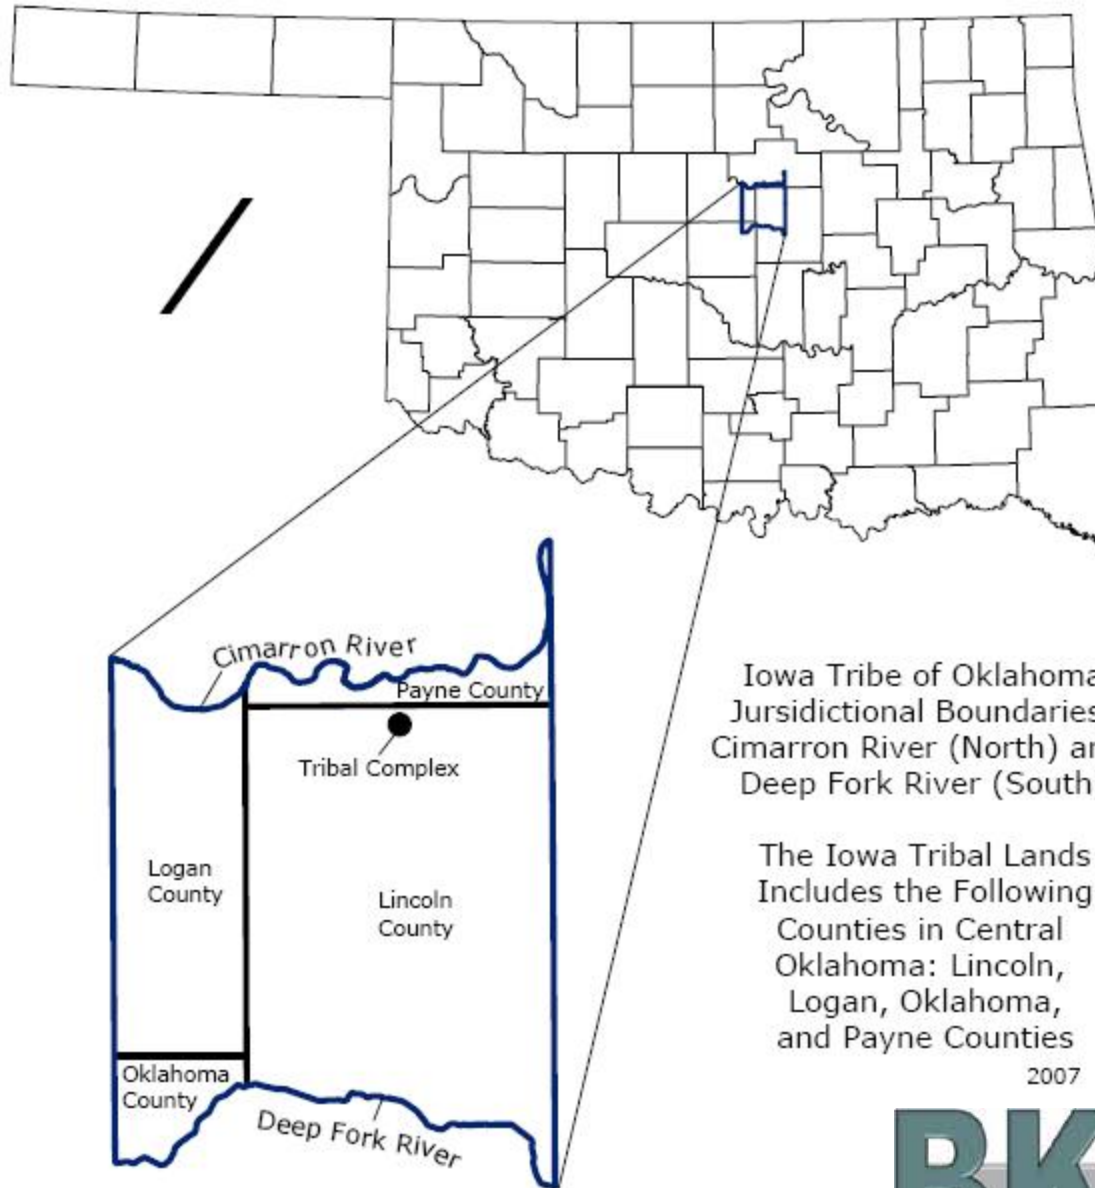 Cimarron River
Payne County
Tribal Complex
Logan
County
Lincoln
County
Oklahoma
County
Deep Fork River
Iowa Tribe of Oklahoma
Jursidictional Boundaries
Cimarron River (North) an
Deep Fork River (South
The Iowa Tribal Lands
Includes the Following
Counties in Central
Oklahoma: Lincoln,
Logan, Oklahoma,
and Payne Counties
2007
BK